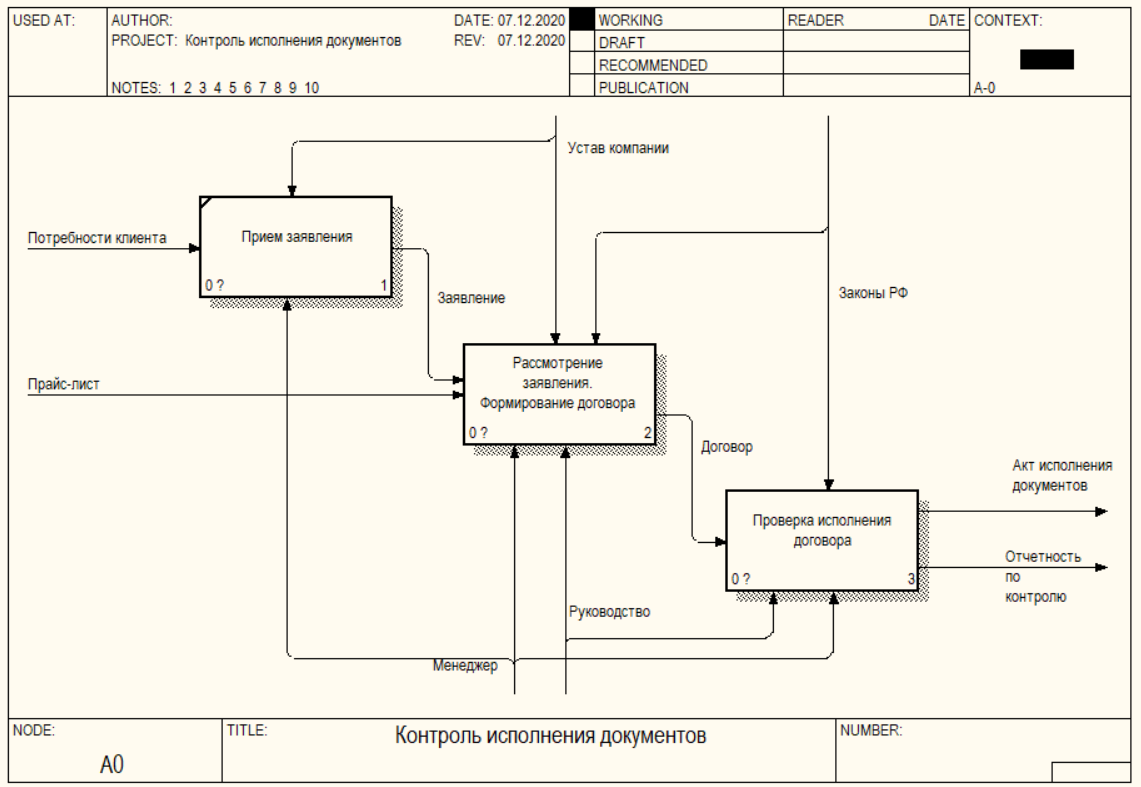 USED AT:
AUTHOR:
DATE: 07.12.2020
PROJECT: Контроль исполнения документов
REV: 07.12.2020
NOTES: 1 2 3 4 5 6 7 8 9 10
WORKING
DRAFT
RECOMMENDED
PUBLICATION
READER
DATE
CONTEXT:
A-0
Устав компании
Потребности клиента
Прием заявления
0 ?
1
Заявление
Законы РФ
Прайс-лист
Рассмотрение
заявления.
Формирование договора
0 ?
2
Договор
Акт исполнения
документов
Проверка исполнения
договора
0 ?
3
Отчетность
по
контролю
Руководство
Менеджер
NODE:
A0
TITLE:
Контроль исполнения документов
NUMBER: